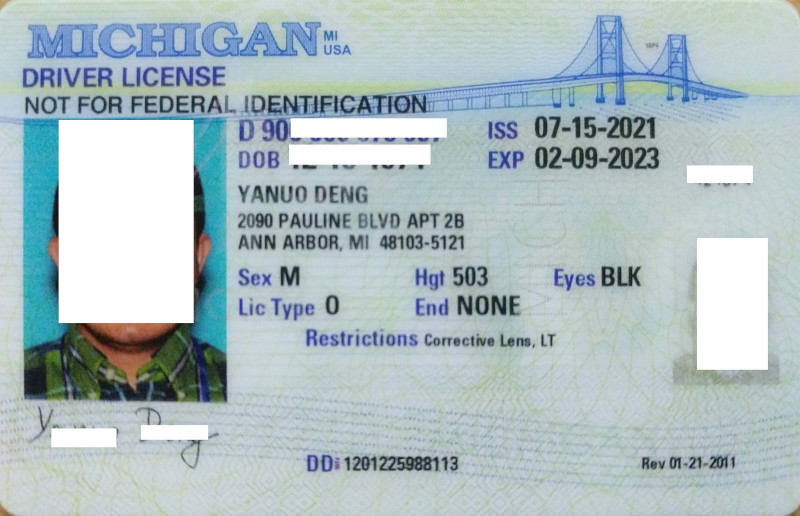 MICHIGAN MI
USA
DRIVER LICENSE
NOT FOR FEDERAL IDENTIFICATION
D 90
ISS 07-15-2021
DOB
EXP 02-09-2023
YANUO DENG
2090 PAULINE BLVD APT 2B
ANN ARBOR, MI 48103-5121
Sex M Hgt 503 Eyes BLK
Lic Type O End NONE
Restrictions Corrective Lens, LT
DD 1201225988113 Rev 01-21-2011